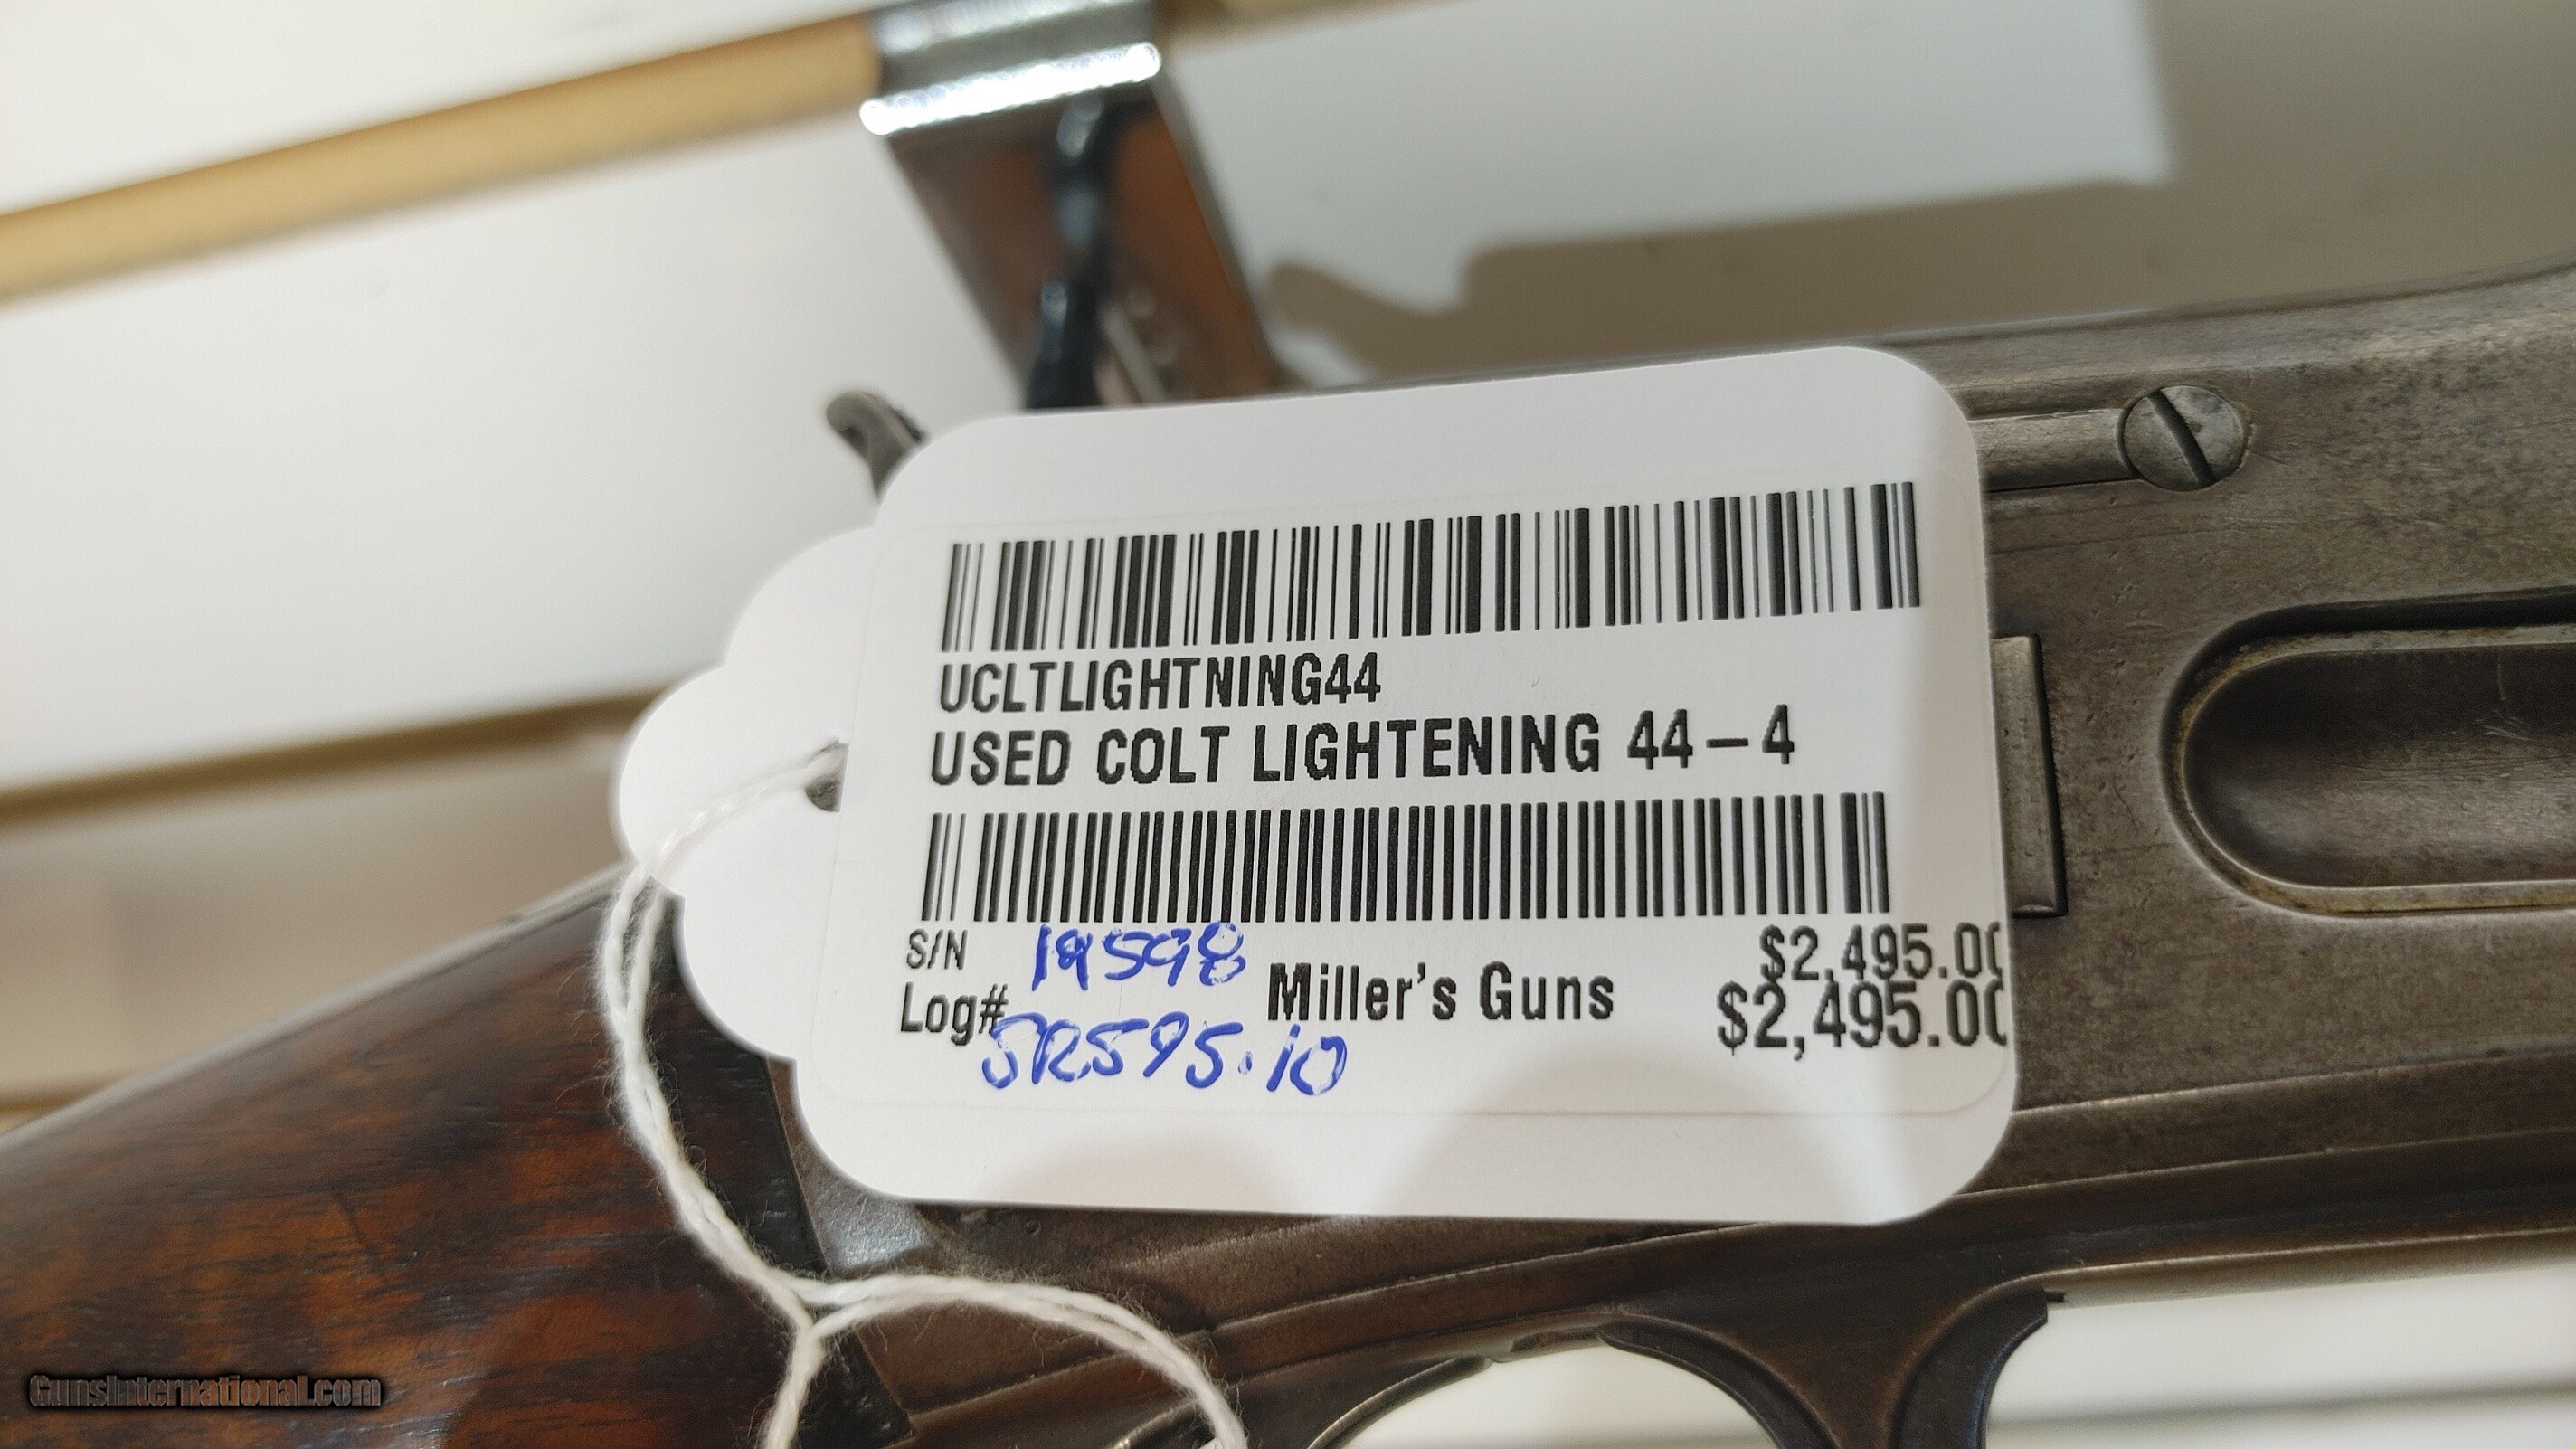 UCLTLIGHTNING44
USED COLT LIGHTENING 44-4
S/N 19598 Miller's Guns $2,495.00
Log# SR595.10 $2,495.00
GunsInternational.com